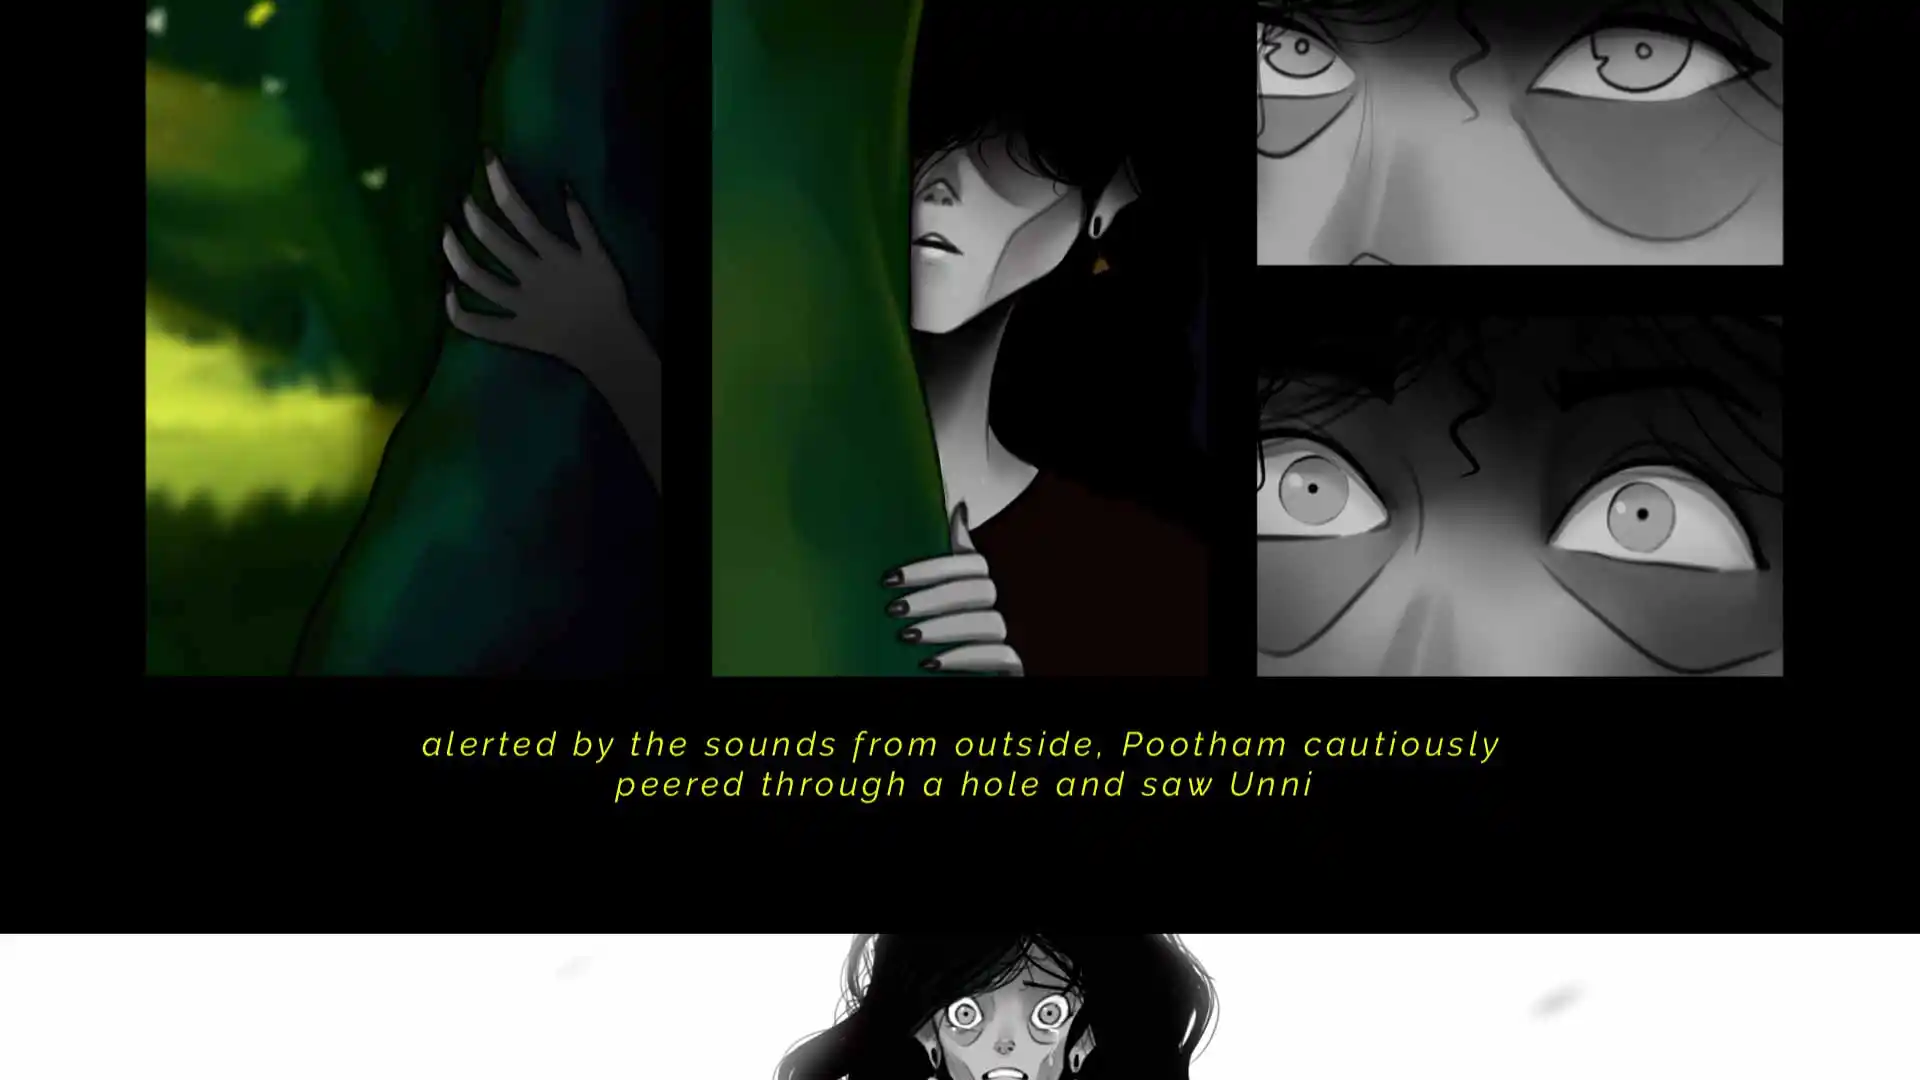 alerted by the sounds from outside, Pootham cautiously
peered through a hole and saw Unni